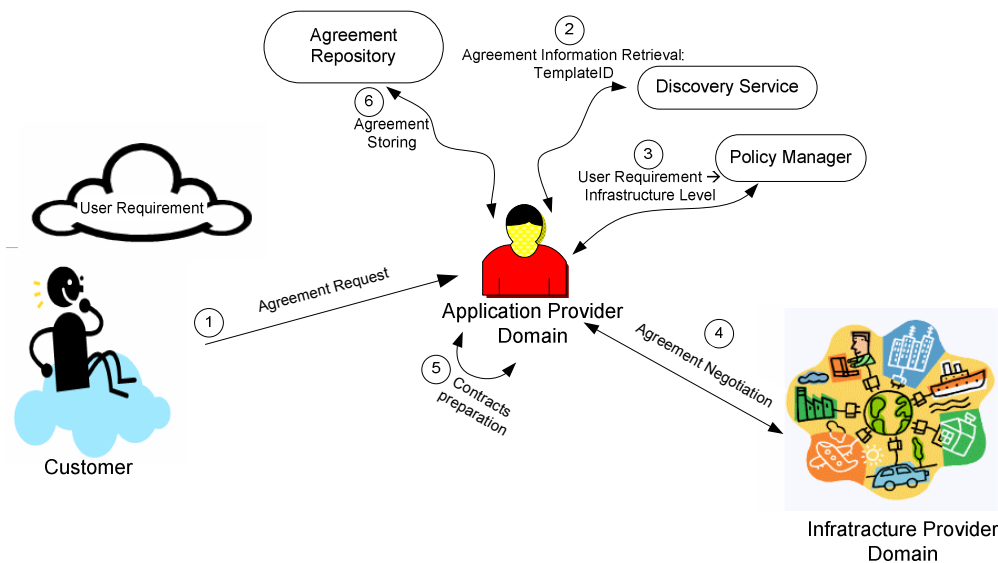 Agreement
Repository
2
Agreement Information Retrieval:
TemplateID
Discovery Service
6
Agreement
Storing
3
User Requirement →
Infrastructure Level
Policy Manager
User Requirement
1
Agreement Request
Application Provider
Domain
4
Agreement Negotiation
5
Contracts
preparation
Customer
Infratracture Provider
Domain